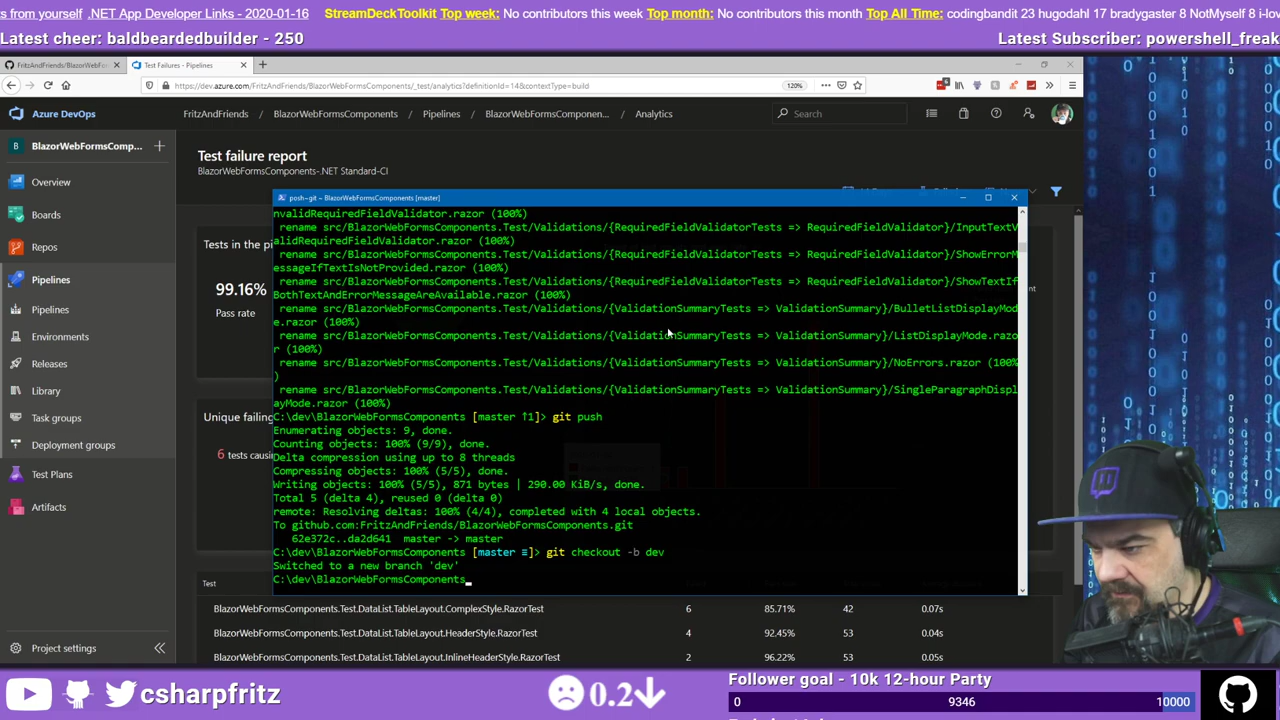 s from yourself .NET App Developer Links - 2020-01-16 StreamDeckToolkit Top week: No contributors this week Top month: No contributors this month Top All Time: codingbandit 23 hugodahl 17 bradygaster 8 NotMyself 8 i-low
Latest cheer: baldbeardedbuilder - 250 Latest Subscriber: powershell_freak
FritzAndFriends/BlazorWebForm Test Failures - Pipelines
https://dev.azure.com/FritzAndFriends/BlazorWebFormsComponents/_test/analytics?definitionId=14&contextType=build 120%
Azure DevOps FritzAndFriends / BlazorWebFormsComponents / Pipelines / BlazorWebFormsComponen... / Analytics Search
B BlazorWebFormsComp...
Overview
Boards
Repos
Pipelines
Pipelines
Environments
Releases
Library
Task groups
Deployment groups
Test Plans
Artifacts
Project settings
Test failure report
BlazorWebFormsComponents-.NET Standard-CI
Tests in the pi
99.16%
Pass rate
Unique failing
6 tests causing
posh~git ~ BlazorWebFormsComponents [master]
nvalidRequiredFieldValidator.razor (100%)
rename src/BlazorWebFormsComponents.Test/Validations/{RequiredFieldValidatorTests => RequiredFieldValidator}/InputTextV
alidRequiredFieldValidator.razor (100%)
rename src/BlazorWebFormsComponents.Test/Validations/{RequiredFieldValidatorTests => RequiredFieldValidator}/ShowErrorM
essageIfTextIsNotProvided.razor (100%)
rename src/BlazorWebFormsComponents.Test/Validations/{RequiredFieldValidatorTests => RequiredFieldValidator}/ShowTextIf
BothTextAndErrorMessageAreAvailable.razor (100%)
rename src/BlazorWebFormsComponents.Test/Validations/{ValidationSummaryTests => ValidationSummary}/BulletListDisplayMod
e.razor (100%)
rename src/BlazorWebFormsComponents.Test/Validations/{ValidationSummaryTests => ValidationSummary}/ListDisplayMode.razo
r (100%)
rename src/BlazorWebFormsComponents.Test/Validations/{ValidationSummaryTests => ValidationSummary}/NoErrors.razor (100%
)
rename src/BlazorWebFormsComponents.Test/Validations/{ValidationSummaryTests => ValidationSummary}/SingleParagraphDispl
ayMode.razor (100%)
C:\dev\BlazorWebFormsComponents [master ↑1]> git push
Enumerating objects: 9, done.
Counting objects: 100% (9/9), done.
Delta compression using up to 8 threads
Compressing objects: 100% (5/5), done.
Writing objects: 100% (5/5), 871 bytes | 290.00 KiB/s, done.
Total 5 (delta 4), reused 0 (delta 0)
remote: Resolving deltas: 100% (4/4), completed with 4 local objects.
To github.com:FritzAndFriends/BlazorWebFormsComponents.git
62e372c..da2d641 master -> master
C:\dev\BlazorWebFormsComponents [master ≡]> git checkout -b dev
Switched to a new branch 'dev'
C:\dev\BlazorWebFormsComponents
Test
BlazorWebFormsComponents.Test.DataList.TableLayout.ComplexStyle.RazorTest 6 85.71% 42 0.07s
BlazorWebFormsComponents.Test.DataList.TableLayout.HeaderStyle.RazorTest 4 92.45% 53 0.04s
BlazorWebFormsComponents.Test.DataList.TableLayout.InlineHeaderStyle.RazorTest 2 96.22% 53 0.05s
csharpfritz 0.2
Follower goal - 10k 12-hour Party
0 9346 10000